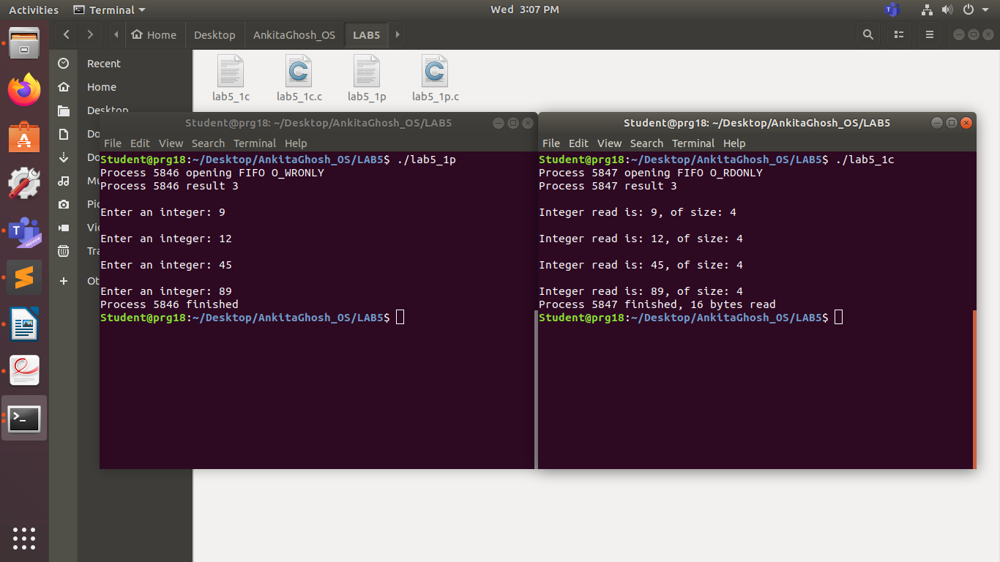 Activities
Terminal
Wed 3:07 PM
Home
Desktop
AnkitaGhosh_OS
LAB5
Recent
Home
Desktop
Do
Do
Mu
Pic
Vi
Tra
Ot
lab5_1c
lab5_1c.c
lab5_1p
lab5_1p.c
Student@prg18: ~/Desktop/AnkitaGhosh_OS/LAB5
File Edit View Search Terminal Help
Student@prg18:~/Desktop/AnkitaGhosh_OS/LAB5$ ./lab5_1p
Process 5846 opening FIFO O_WRONLY
Process 5846 result 3
Enter an integer: 9
Enter an integer: 12
Enter an integer: 45
Enter an integer: 89
Process 5846 finished
Student@prg18:~/Desktop/AnkitaGhosh_OS/LAB5$
Student@prg18: ~/Desktop/AnkitaGhosh_OS/LAB5
File Edit View Search Terminal Help
Student@prg18:~/Desktop/AnkitaGhosh_OS/LAB5$ ./lab5_1c
Process 5847 opening FIFO O_RDONLY
Process 5847 result 3
Integer read is: 9, of size: 4
Integer read is: 12, of size: 4
Integer read is: 45, of size: 4
Integer read is: 89, of size: 4
Process 5847 finished, 16 bytes read
Student@prg18:~/Desktop/AnkitaGhosh_OS/LAB5$